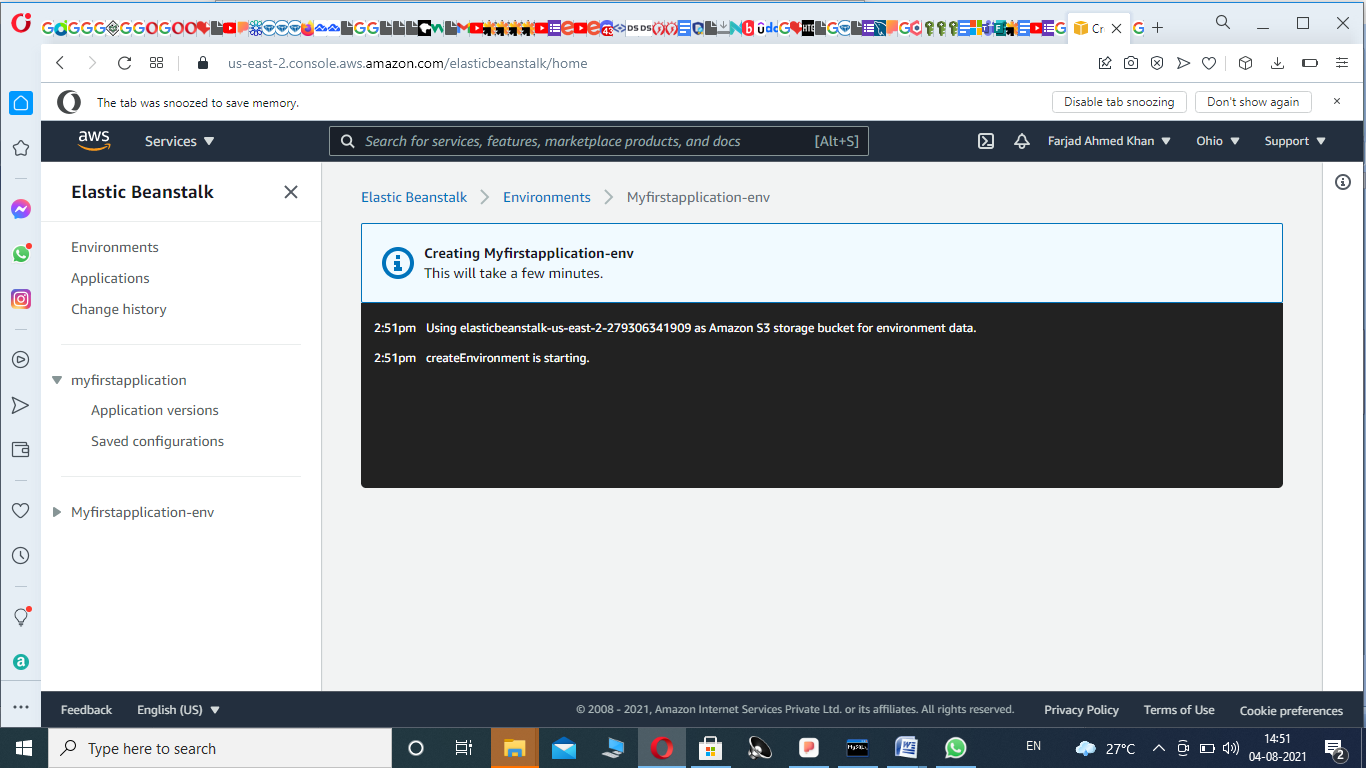 Cr
us-east-2.console.aws.amazon.com/elasticbeanstalk/home
The tab was snoozed to save memory.
Disable tab snoozing
Don't show again
aws
Services
Search for services, features, marketplace products, and docs
[Alt+S]
Farjad Ahmed Khan
Ohio
Support
Elastic Beanstalk
Environments
Applications
Change history
myfirstapplication
Application versions
Saved configurations
Myfirstapplication-env
Elastic Beanstalk
Environments
Myfirstapplication-env
Creating Myfirstapplication-env
This will take a few minutes.
2:51pm Using elasticbeanstalk-us-east-2-279306341909 as Amazon S3 storage bucket for environment data.
2:51pm createEnvironment is starting.
Feedback
English (US)
© 2008 - 2021, Amazon Internet Services Private Ltd. or its affiliates. All rights reserved.
Privacy Policy
Terms of Use
Cookie preferences
Type here to search
EN
27°C
14:51
04-08-2021
2